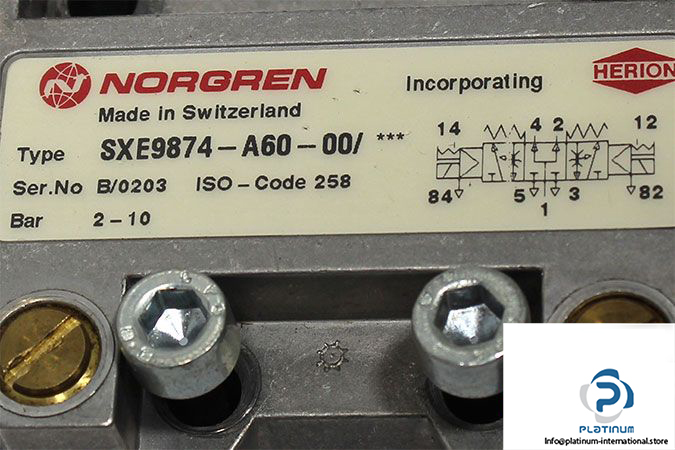 NORGREN
Incorporating
HERION
Made in Switzerland
Type SXE9874-A60-00/ ***
Ser.No B/0203 ISO-Code 258
Bar 2-10
14 4 2 12
84 5 1 3 82
PLATINUM
Info@platinum-international.store